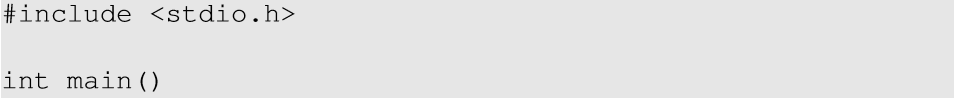 #include <stdio.h>
int main()